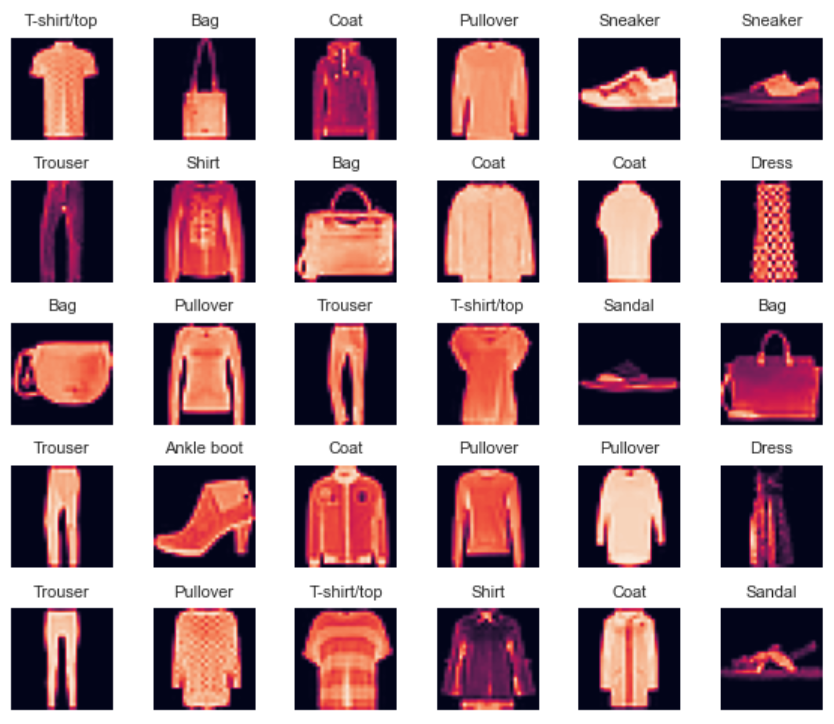 T-shirt/top Bag Coat Pullover Sneaker Sneaker
Trouser Shirt Bag Coat Coat Dress
Bag Pullover Trouser T-shirt/top Sandal Bag
Trouser Ankle boot Coat Pullover Pullover Dress
Trouser Pullover T-shirt/top Shirt Coat Sandal